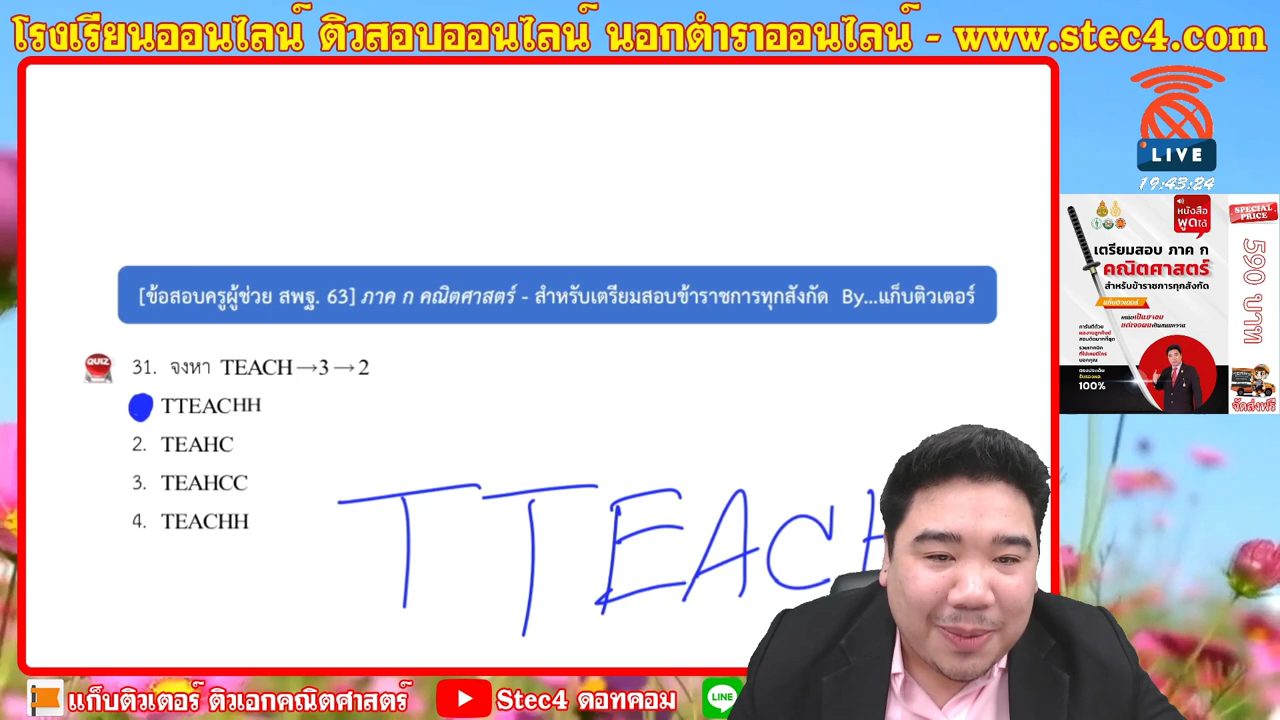 โรงเรียนออนไลน์ ติวสอบออนไลน์ นอกตำราออนไลน์ - www.stec4.com
LIVE
19:43:24
หนังสือ
พูดได้
SPECIAL
PRICE
เตรียมสอบ ภาค ก
คณิตศาสตร์
สำหรับข้าราชการทุกสังกัด
แก็บติวเตอร์
590 บาท
100%
จัดส่งฟรี
[ข้อสอบครูผู้ช่วย สพฐ. 63] ภาค ก คณิตศาสตร์ - สำหรับเตรียมสอบข้าราชการทุกสังกัด By...แก็บติวเตอร์
QUIZ
31. จงหา TEACH→3→2
TTEACHH
2. TEAHC
3. TEAHCC
4. TEACHH
TTEACH
แก็บติวเตอร์ ติวเอกคณิตศาสตร์
Stec4 ดอทคอม
LINE